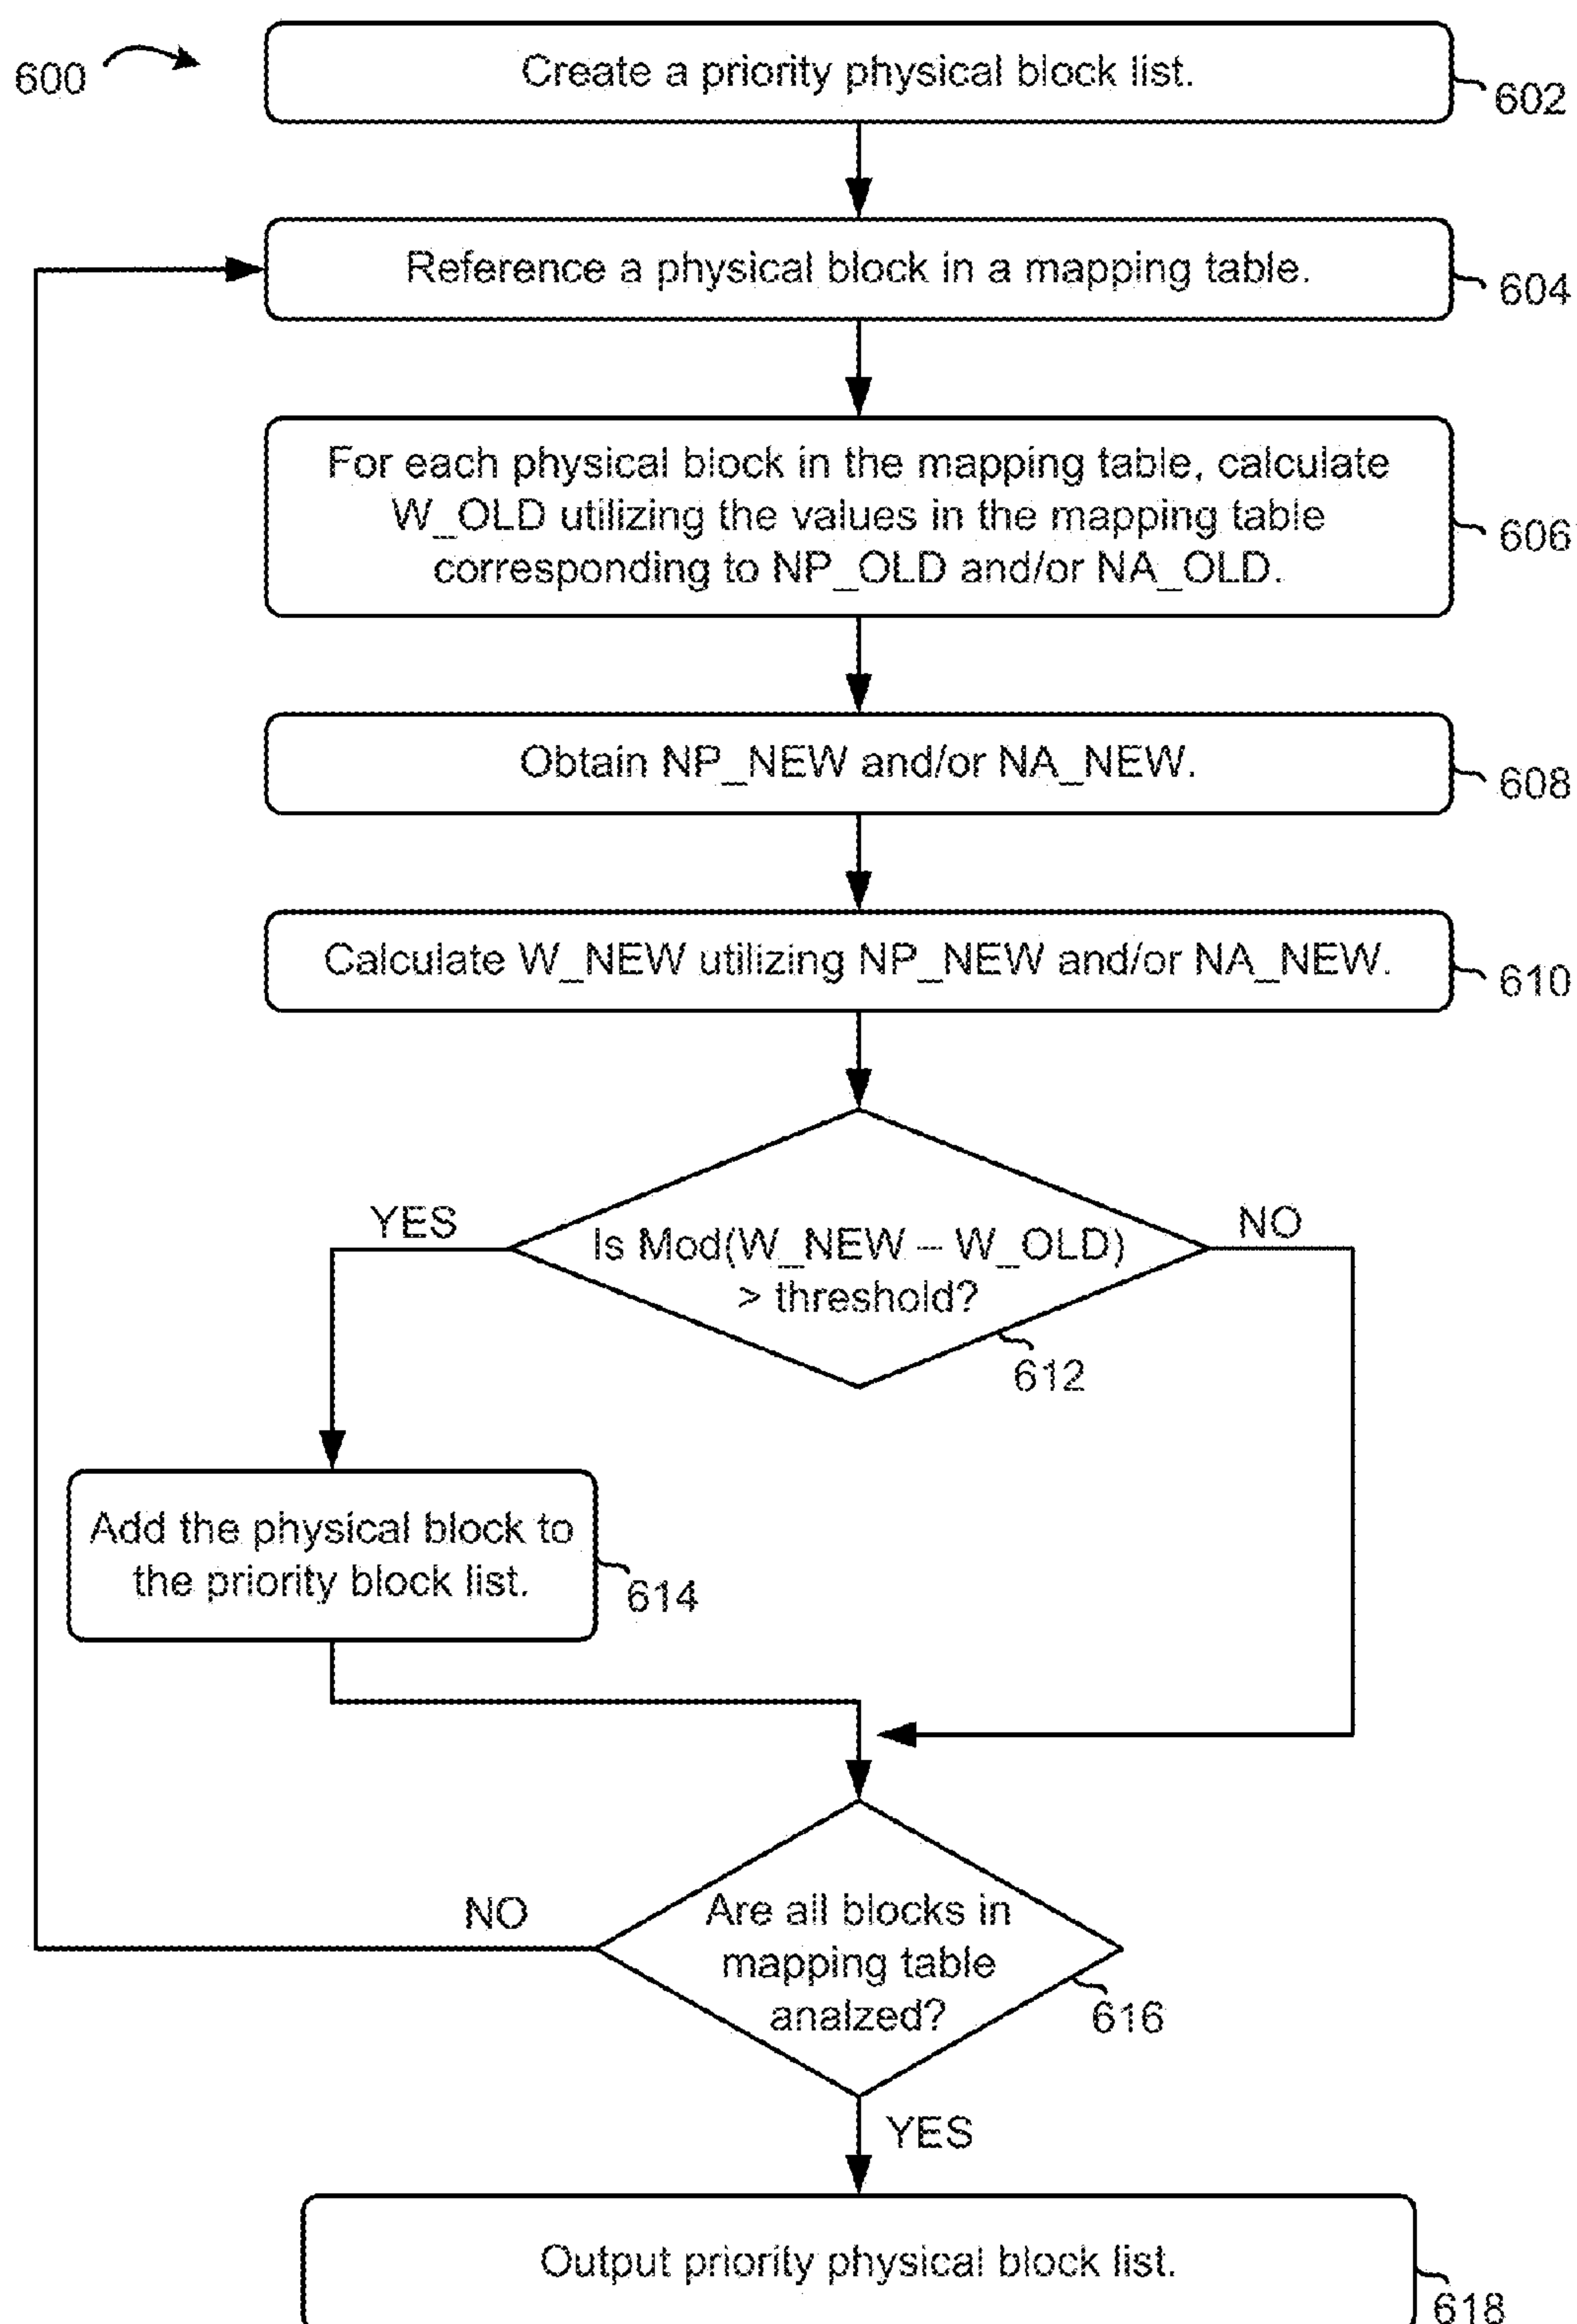 600
Create a priority physical block list.
602
Reference a physical block in a mapping table.
604
For each physical block in the mapping table, calculate
W_OLD utilizing the values in the mapping table
corresponding to NP_OLD and/or NA_OLD.
606
Obtain NP_NEW and/or NA_NEW.
608
Calculate W_NEW utilizing NP_NEW and/or NA_NEW.
610
YES
NO
Is Mod(W_NEW – W_OLD)
> threshold?
612
Add the physical block to
the priority block list.
614
NO
Are all blocks in
mapping table
analzed?
616
YES
Output priority physical block list.
618